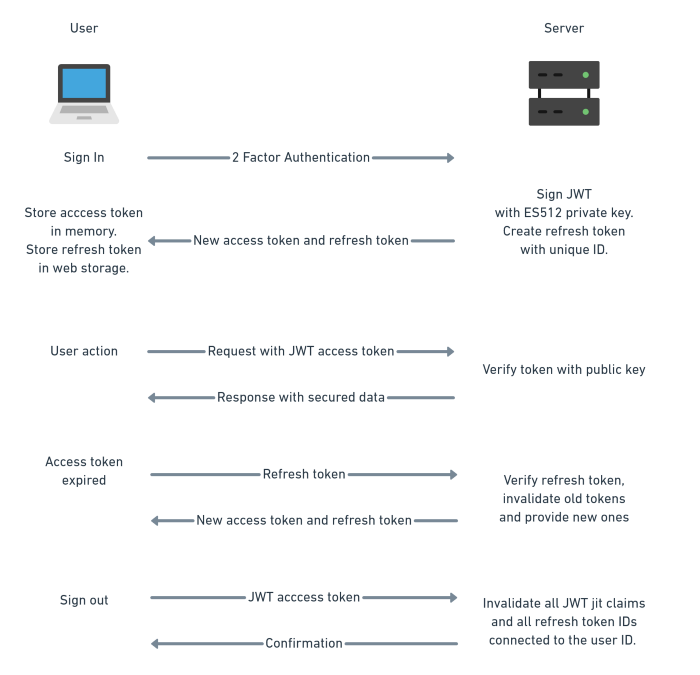 User
Server
Sign In
2 Factor Authentication
Sign JWT
with ES512 private key.
Create refresh token
with unique ID.
Store acccess token
in memory.
Store refresh token
in web storage.
New access token and refresh token
User action
Request with JWT access token
Verify token with public key
Response with secured data
Access token
expired
Refresh token
Verify refresh token,
invalidate old tokens
and provide new ones
New access token and refresh token
Sign out
JWT acccess token
Invalidate all JWT jit claims
and all refresh token IDs
connected to the user ID.
Confirmation